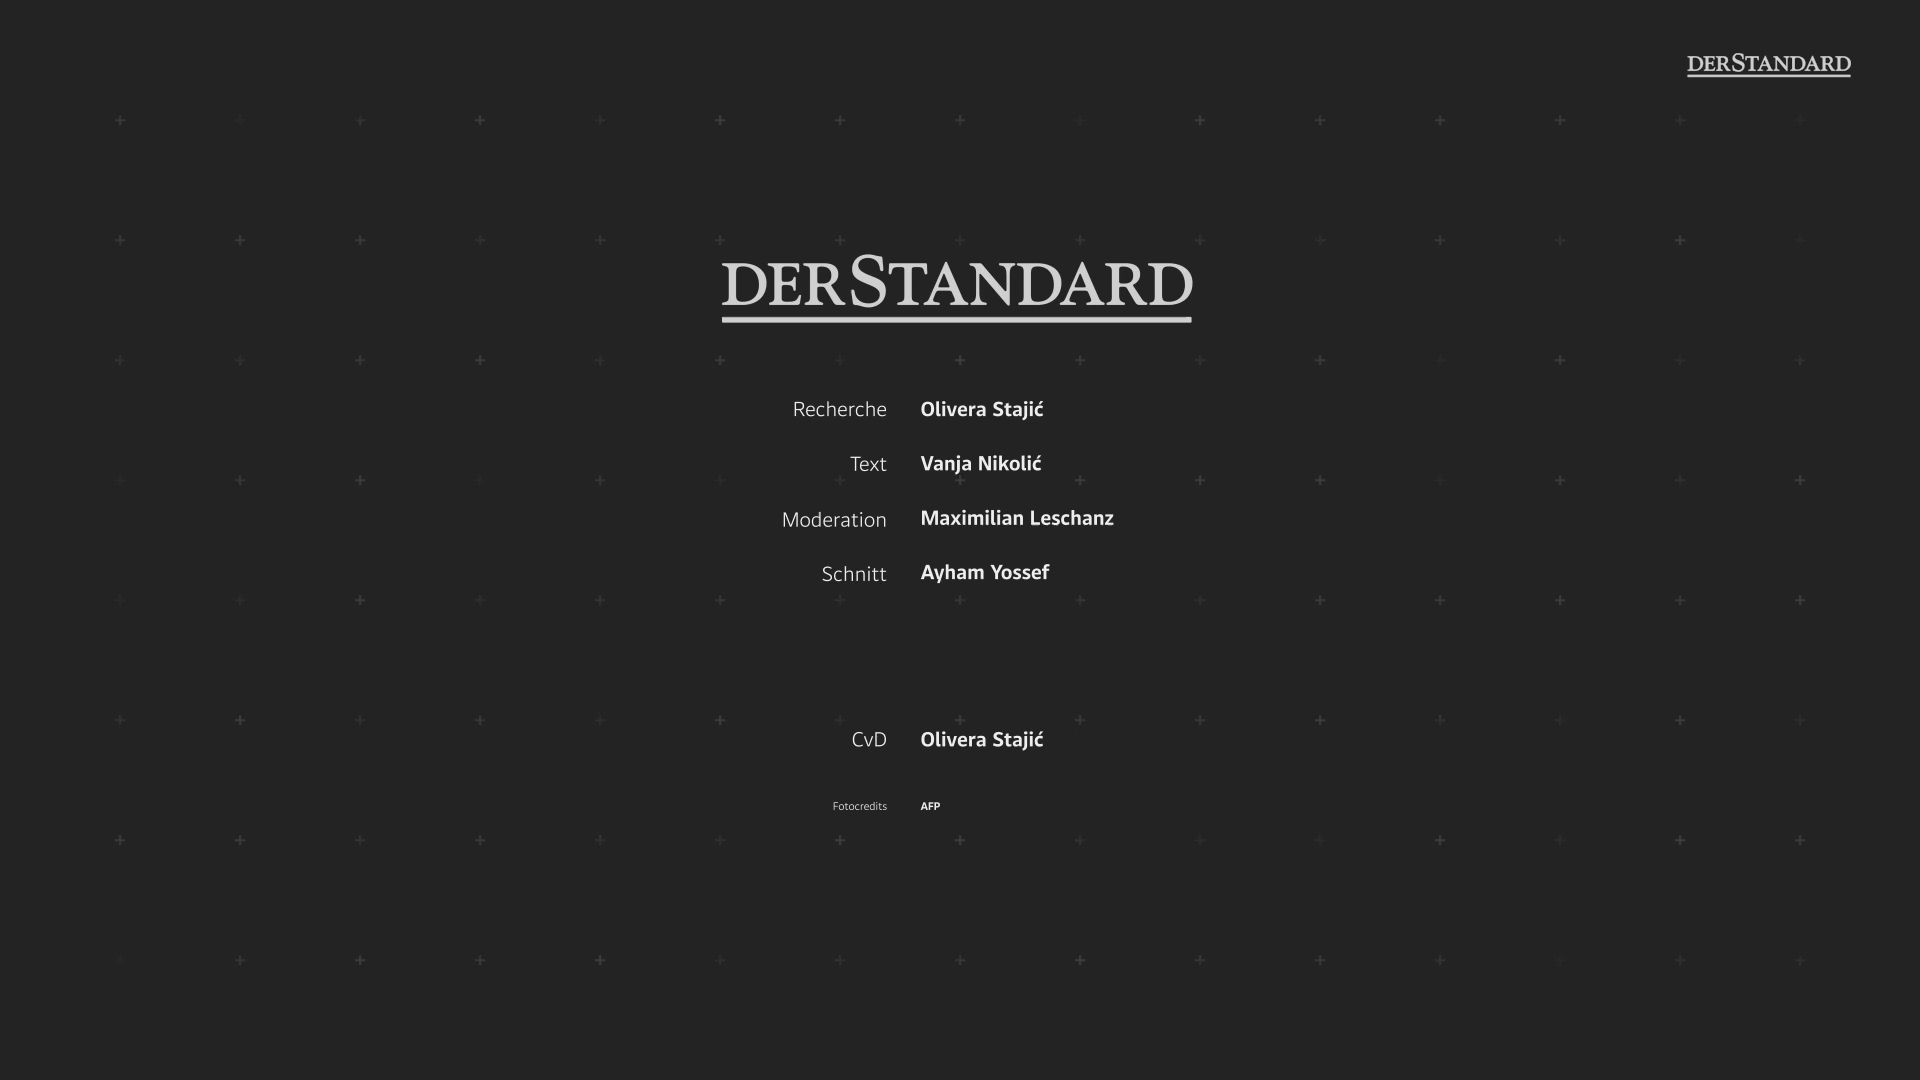 DERSTANDARD
DERSTANDARD
Recherche Olivera Stajić
Text Vanja Nikolić
Moderation Maximilian Leschanz
Schnitt Ayham Yossef
CvD Olivera Stajić
Fotocredits AFP